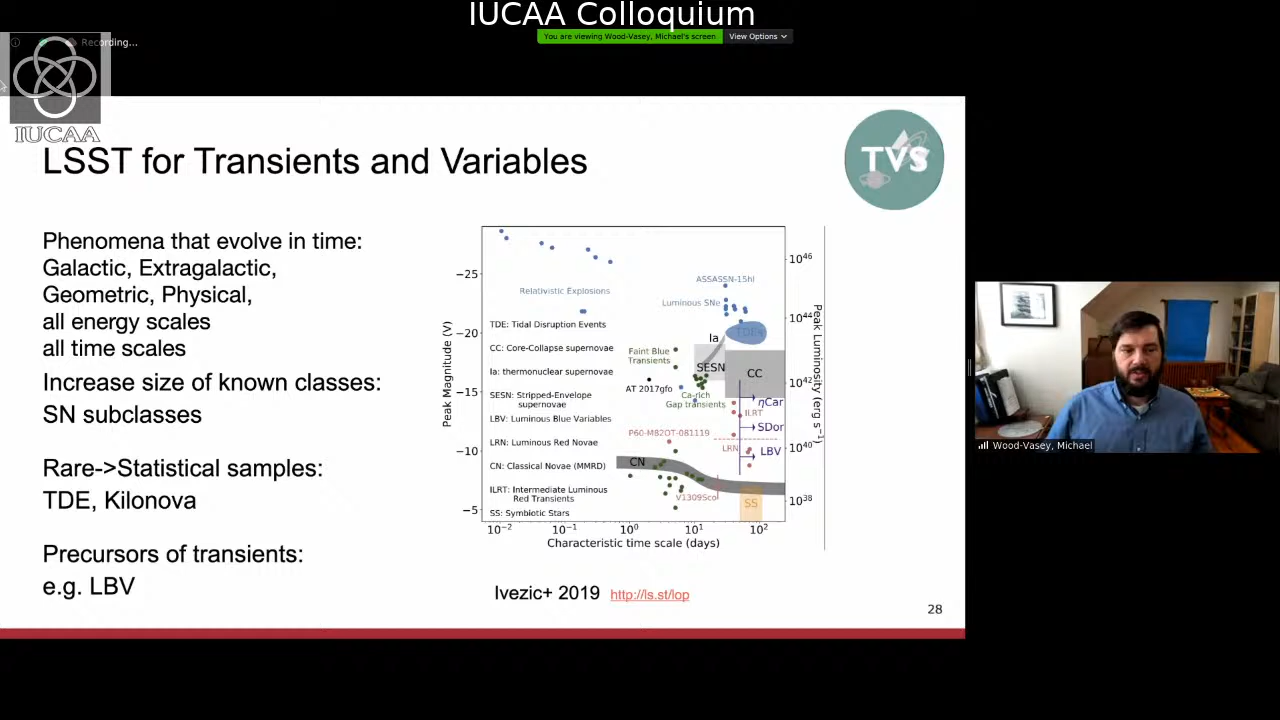 IUCAA Colloquium
You are viewing Wood-Vasey, Michael's screen
View Options
Recording...
IUCAA
LSST for Transients and Variables
TVS
Phenomena that evolve in time:
Galactic, Extragalactic,
Geometric, Physical,
all energy scales
all time scales
Increase size of known classes:
SN subclasses
Rare->Statistical samples:
TDE, Kilonova
Precursors of transients:
e.g. LBV
Peak Magnitude (V)
−25
−20
−15
−10
−5
Relativistic Explosions
ASSASSN-15hl
Luminous SNe
TDEs
TDE: Tidal Disruption Events
CC: Core-Collapse supernovae
Ia: thermonuclear supernovae
SESN: Stripped-Envelope
supernovae
LBV: Luminous Blue Variables
LRN: Luminous Red Novae
CN: Classical Novae (MMRD)
ILRT: Intermediate Luminous
Red Transients
SS: Symbiotic Stars
Ia
Faint Blue
Transients
SESN
CC
AT 2017gfo
Ca-rich
Gap transients
ηCar
ILRT
SDor
P60-M82OT-081119
LRN
LBV
CN
V1309Sco
SS
10⁴⁶
10⁴⁴
10⁴²
10⁴⁰
10³⁸
Peak Luminosity (erg s⁻¹)
10⁻² 10⁻¹ 10⁰ 10¹ 10²
Characteristic time scale (days)
Ivezic+ 2019 http://ls.st/lop
28
Wood-Vasey, Michael